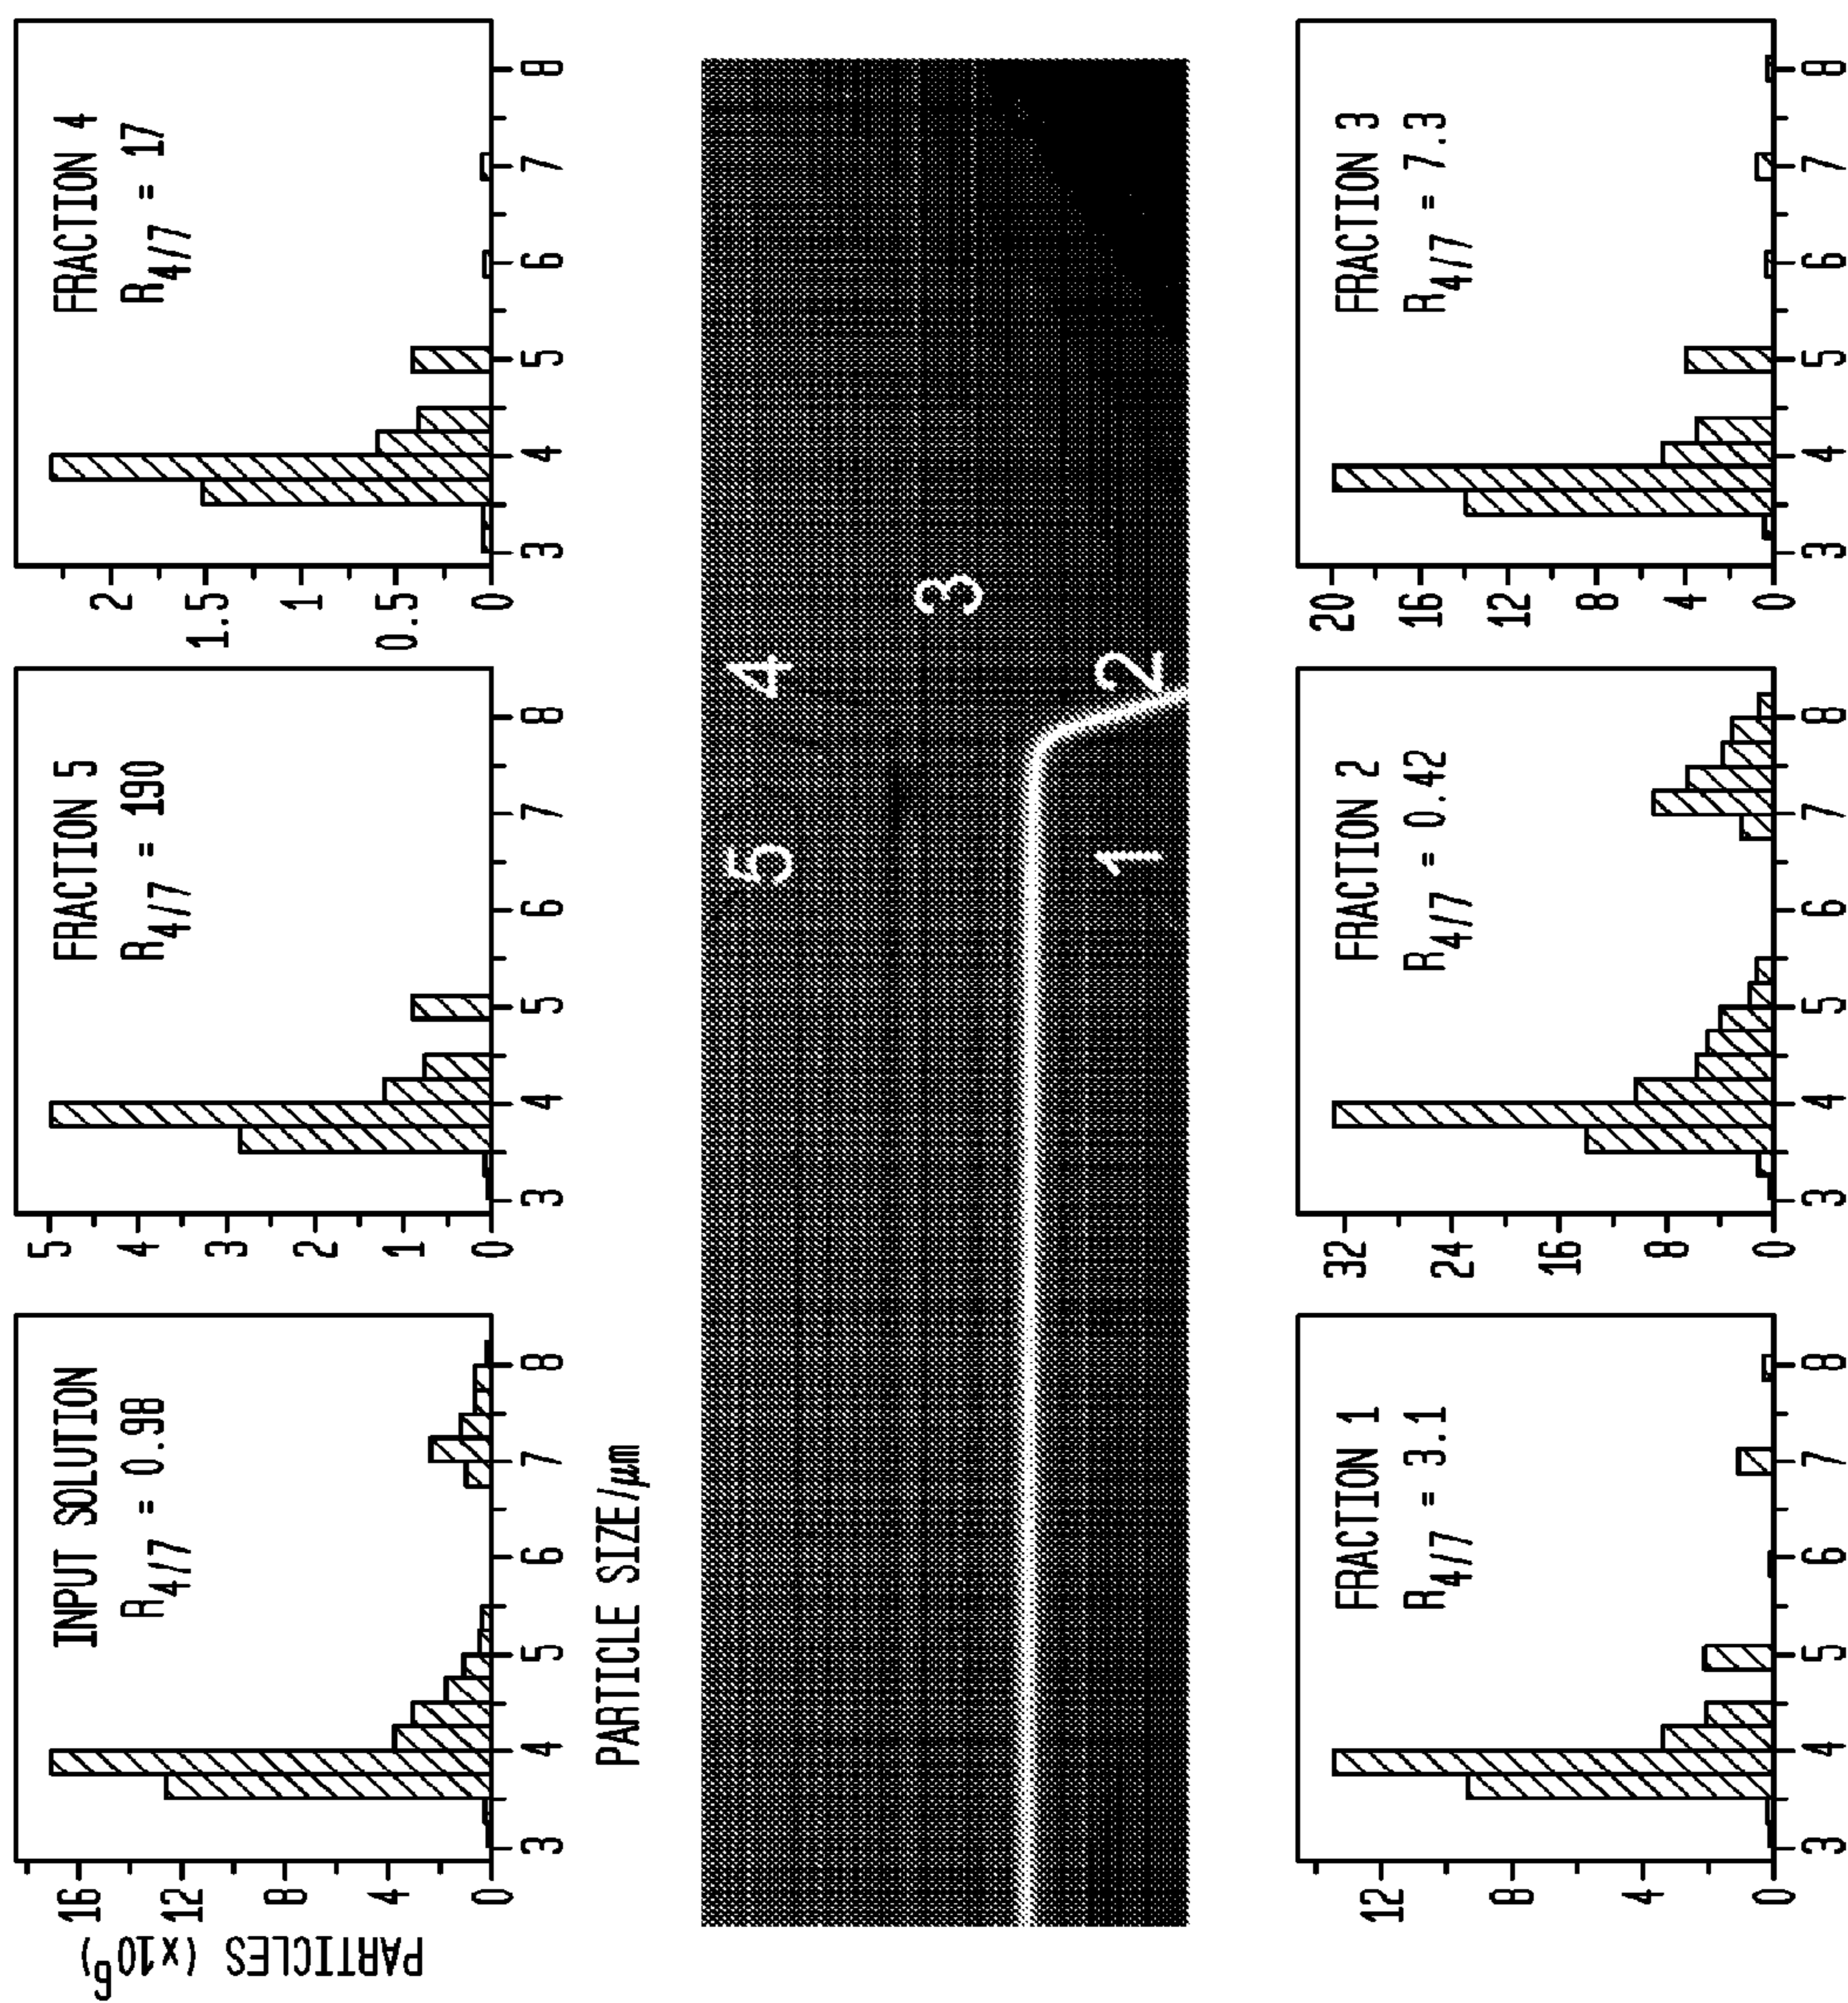 INPUT SOLUTION
R4/7 = 0.98
PARTICLES (x10^6)
16
12
8
4
0
3 4 5 6 7 8
PARTICLE SIZE/μm
FRACTION 5
R4/7 = 190
5
4
3
2
1
0
3 4 5 6 7 8
FRACTION 4
R4/7 = 17
2
1.5
1
0.5
0
3 4 5 6 7 8
5
4
3
1
2
FRACTION 1
R4/7 = 3.1
12
8
4
0
3 4 5 6 7 8
FRACTION 2
R4/7 = 0.42
32
24
16
8
0
3 4 5 6 7 8
FRACTION 3
R4/7 = 7.3
20
16
12
8
4
0
3 4 5 6 7 8